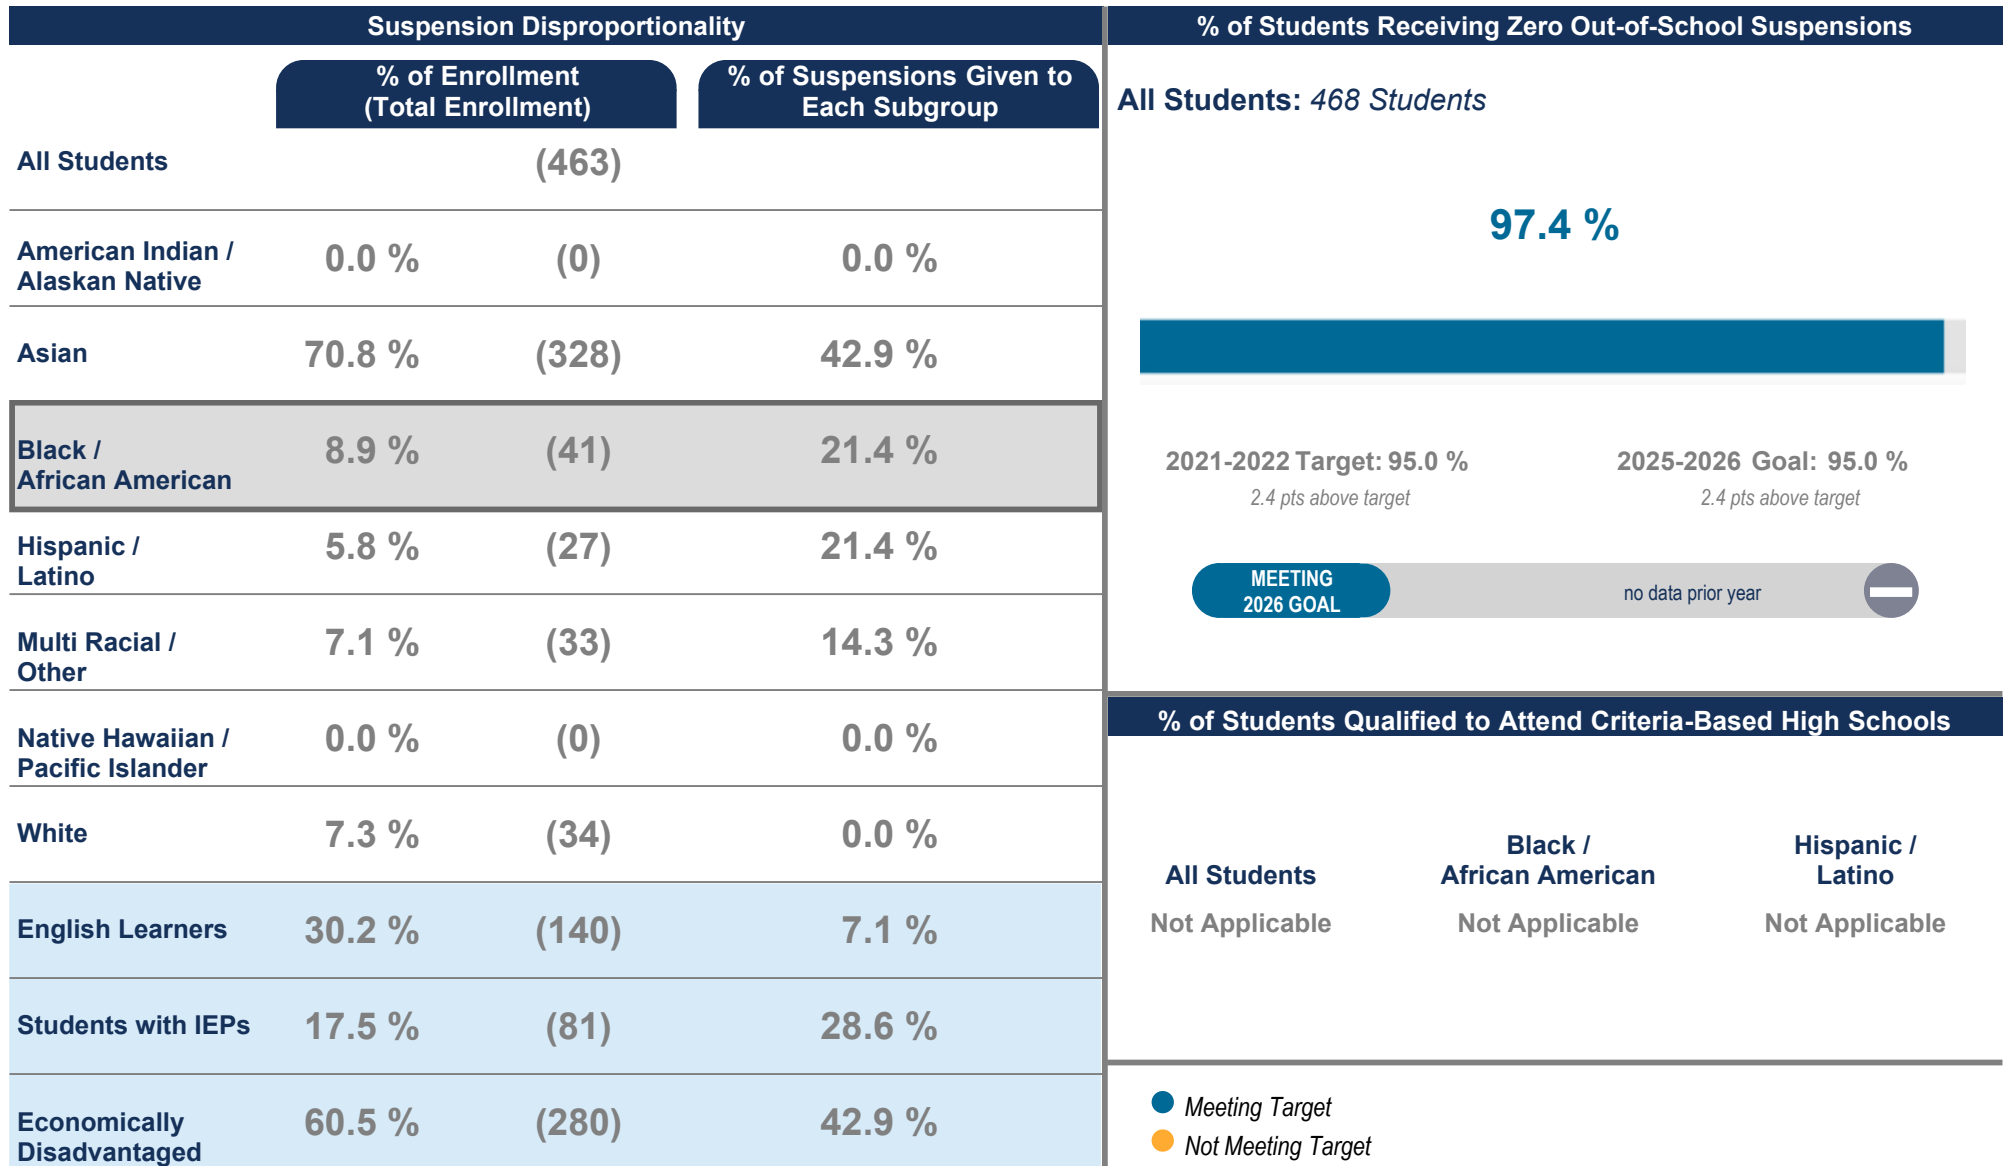 Suspension Disproportionality
% of Enrollment
(Total Enrollment)
% of Suspensions Given to
Each Subgroup
All Students (463)
American Indian /
Alaskan Native
0.0 % (0) 0.0 %
Asian 70.8 % (328) 42.9 %
Black /
African American
8.9 % (41) 21.4 %
Hispanic /
Latino
5.8 % (27) 21.4 %
Multi Racial /
Other
7.1 % (33) 14.3 %
Native Hawaiian /
Pacific Islander
0.0 % (0) 0.0 %
White 7.3 % (34) 0.0 %
English Learners 30.2 % (140) 7.1 %
Students with IEPs 17.5 % (81) 28.6 %
Economically
Disadvantaged
60.5 % (280) 42.9 %
% of Students Receiving Zero Out-of-School Suspensions
All Students: 468 Students
97.4 %
2021-2022 Target: 95.0 %
2.4 pts above target
2025-2026 Goal: 95.0 %
2.4 pts above target
MEETING
2026 GOAL
no data prior year
% of Students Qualified to Attend Criteria-Based High Schools
All Students
Not Applicable
Black /
African American
Not Applicable
Hispanic /
Latino
Not Applicable
Meeting Target
Not Meeting Target